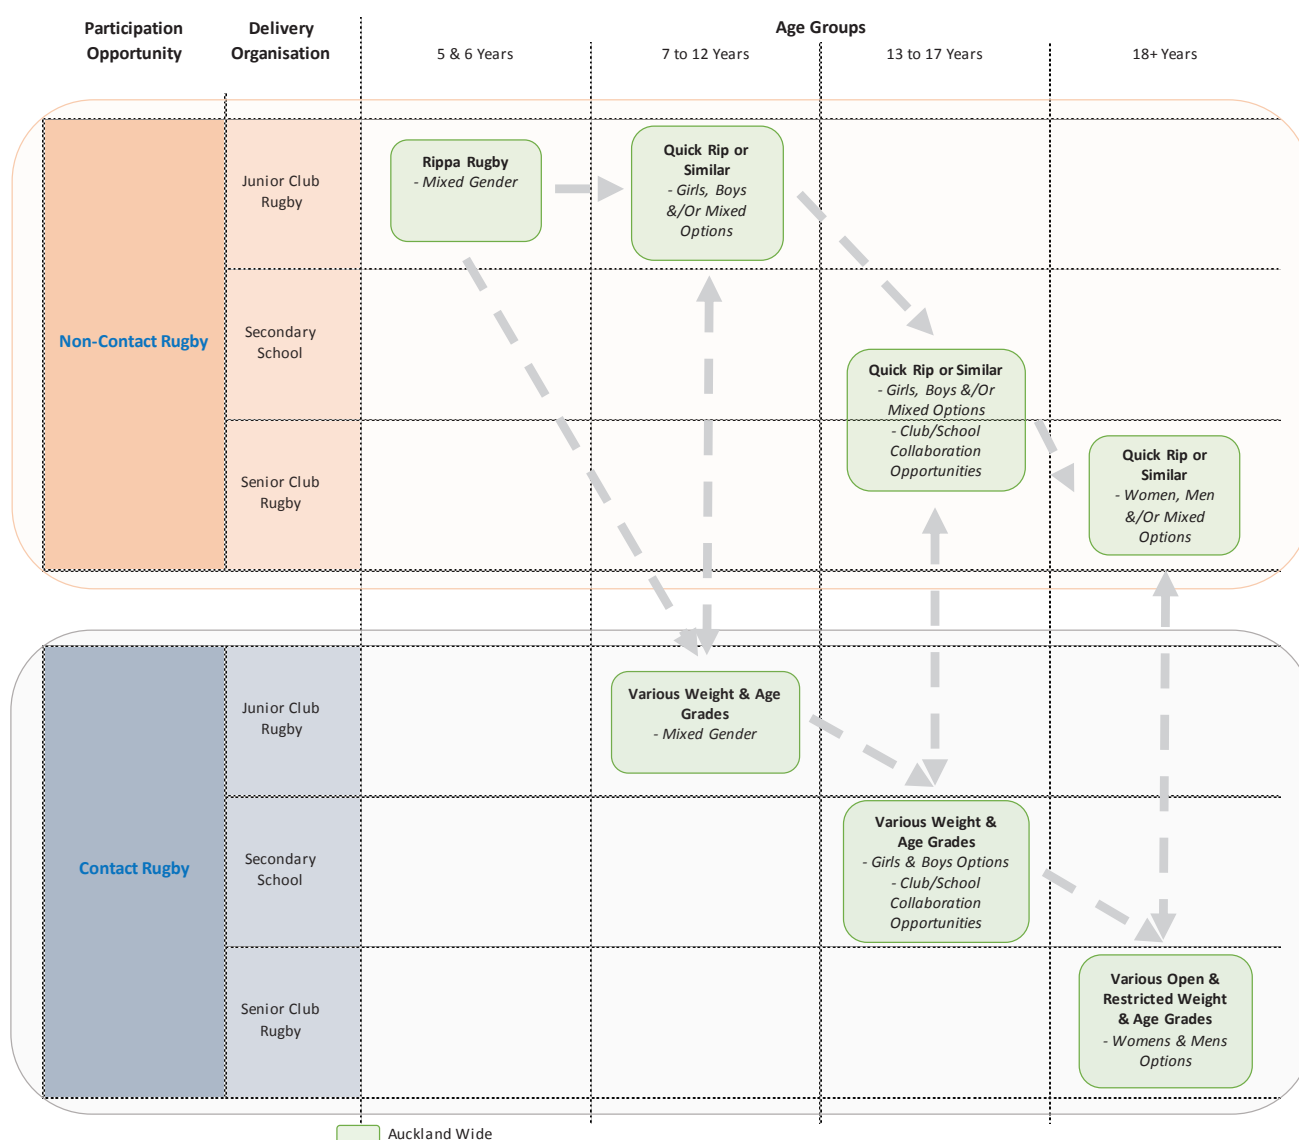 Participation
Opportunity
Delivery
Organisation
Age Groups
5 & 6 Years
7 to 12 Years
13 to 17 Years
18+ Years
Non-Contact Rugby
Junior Club
Rugby
Rippa Rugby
- Mixed Gender
Quick Rip or
Similar
- Girls, Boys
&/Or Mixed
Options
Secondary
School
Quick Rip or Similar
- Girls, Boys &/Or
Mixed Options
- Club/School
Collaboration
Opportunities
Senior Club
Rugby
Quick Rip or
Similar
- Women, Men
&/Or Mixed
Options
Contact Rugby
Junior Club
Rugby
Various Weight & Age
Grades
- Mixed Gender
Secondary
School
Various Weight &
Age Grades
- Girls & Boys Options
- Club/School
Collaboration
Opportunities
Senior Club
Rugby
Various Open &
Restricted Weight
& Age Grades
- Womens & Mens
Options
Auckland Wide